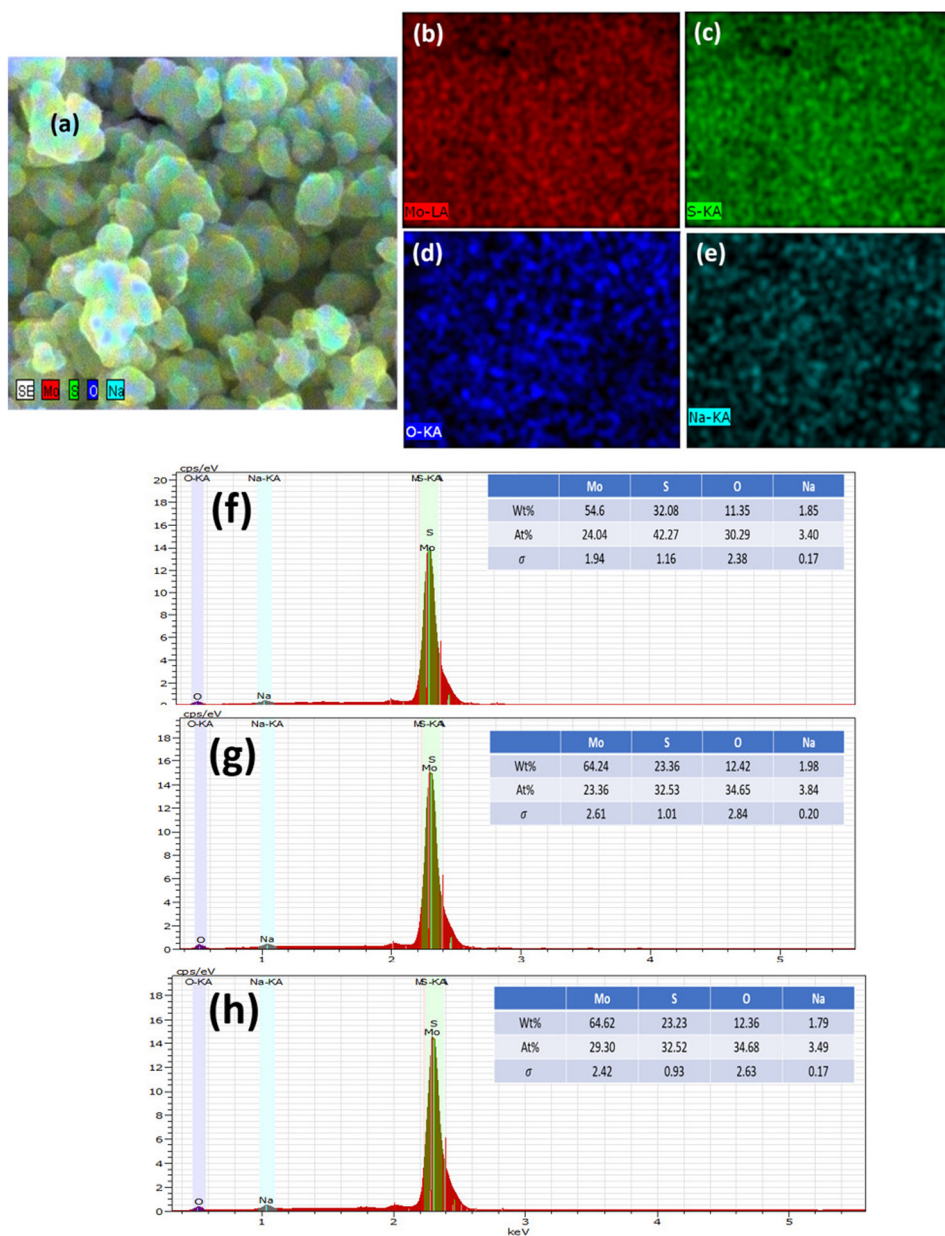 (a)
SE Mo S O Na
(b)
Mo-LA
(c)
S-KA
(d)
O-KA
(e)
Na-KA
cps/eV
O-KA Na-KA MS-KA
(f)
20
18
16
14
12
10
8
6
4
2
0
S
Mo
O Na
Mo S O Na
Wt% 54.6 32.08 11.35 1.85
At% 24.04 42.27 30.29 3.40
σ 1.94 1.16 2.38 0.17
cps/eV
O-KA Na-KA MS-KA
(g)
18
16
14
12
10
8
6
4
2
0
S
Mo
O Na
Mo S O Na
Wt% 64.24 23.36 12.42 1.98
At% 23.36 32.53 34.65 3.84
σ 2.61 1.01 2.84 0.20
1 2 3 4 5
cps/eV
O-KA Na-KA MS-KA
(h)
18
16
14
12
10
8
6
4
2
0
S
Mo
O Na
Mo S O Na
Wt% 64.62 23.23 12.36 1.79
At% 29.30 32.52 34.68 3.49
σ 2.42 0.93 2.63 0.17
1 2 3 4 5
keV